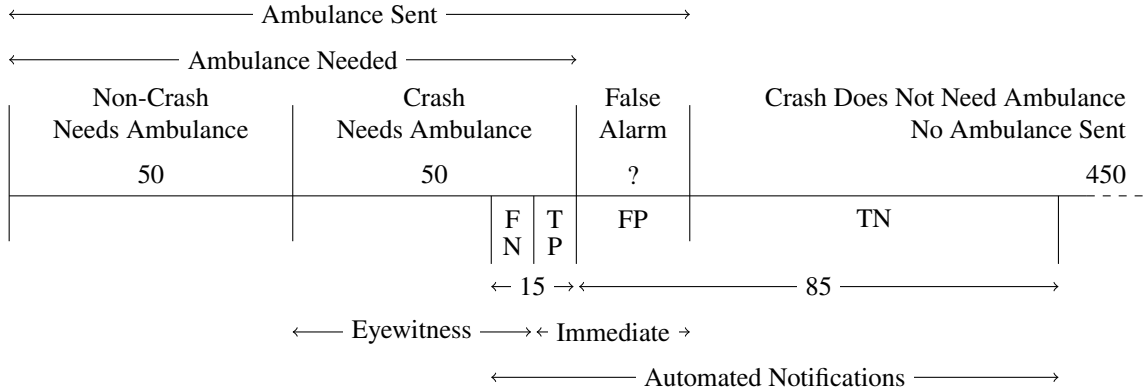 Ambulance Sent
Ambulance Needed
Non-Crash
Needs Ambulance
50
Crash
Needs Ambulance
50
False
Alarm
?
Crash Does Not Need Ambulance
No Ambulance Sent
450
F
N
T
P
FP
TN
15
85
Eyewitness
Immediate
Automated Notifications